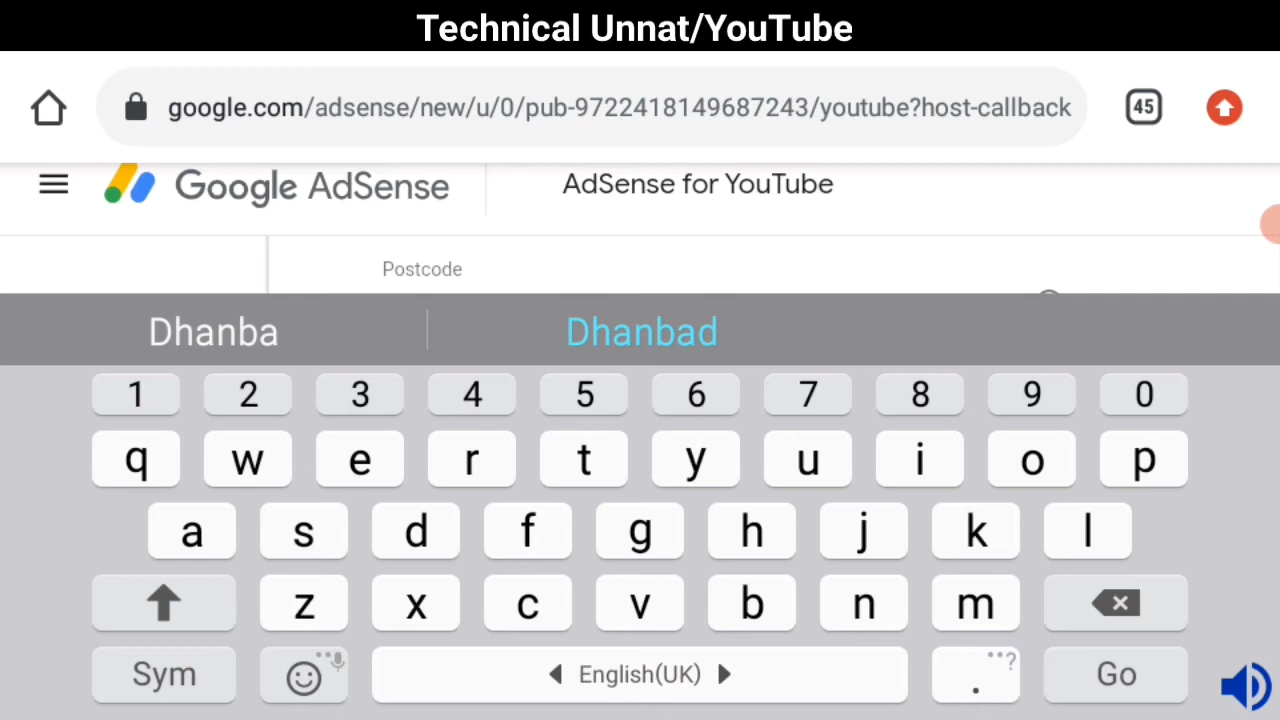 Technical Unnat/YouTube
google.com/adsense/new/u/0/pub-9722418149687243/youtube?host-callback
45
Google AdSense
AdSense for YouTube
Postcode
Dhanba
Dhanbad
1 2 3 4 5 6 7 8 9 0
q w e r t y u i o p
a s d f g h j k l
z x c v b n m
Sym
English(UK)
?
.
Go